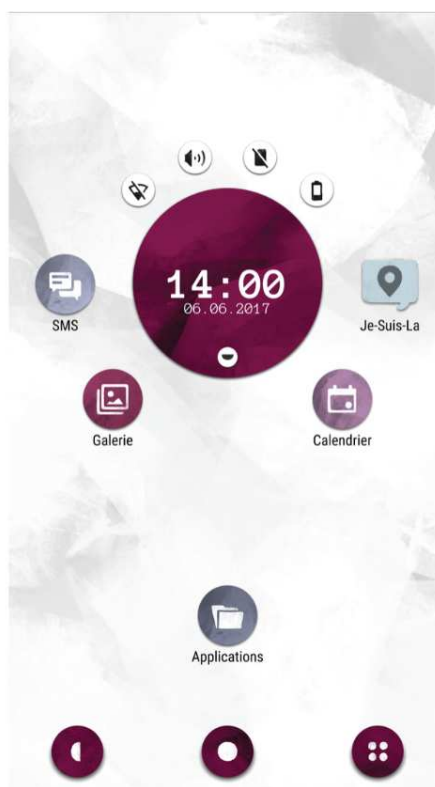 14:00
06.06.2017
SMS
Je-Suis-La
Galerie
Calendrier
Applications